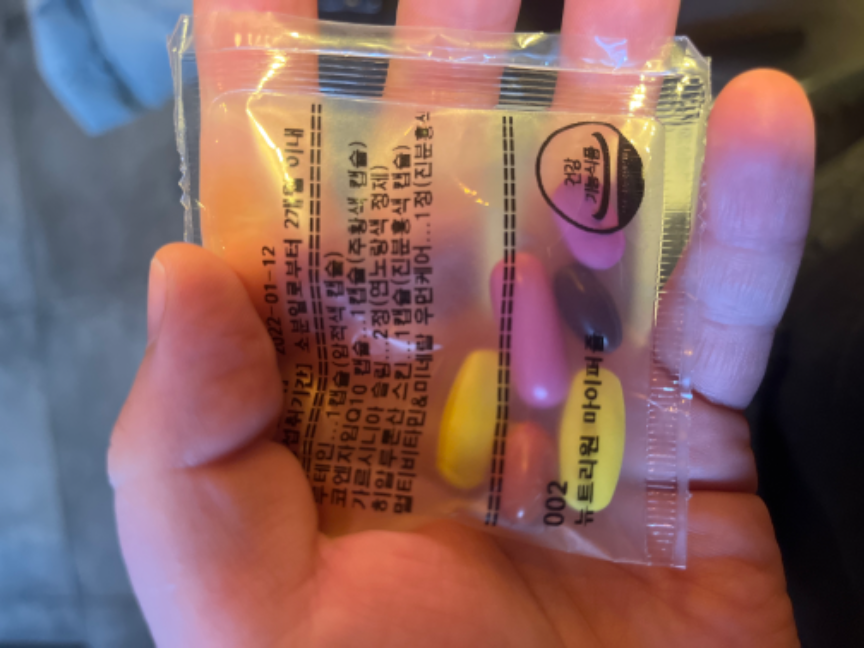 2022-01-12
섭취기간) 소분일로부터 2개월 이내
루테인...1캡슐(암적색 캡슐)
코엔자임Q10 캡슐...1캡슐(주황색 캡슐)
가르시니아 슬림...2정(연노랑색 정제)
히알루론산 스킨...1캡슐(진분홍색 캡슐)
멀티비타민&미네랄 우먼케어...1정(진분홍색
002
뉴트리원 마이퍼즐
건강
기능식품